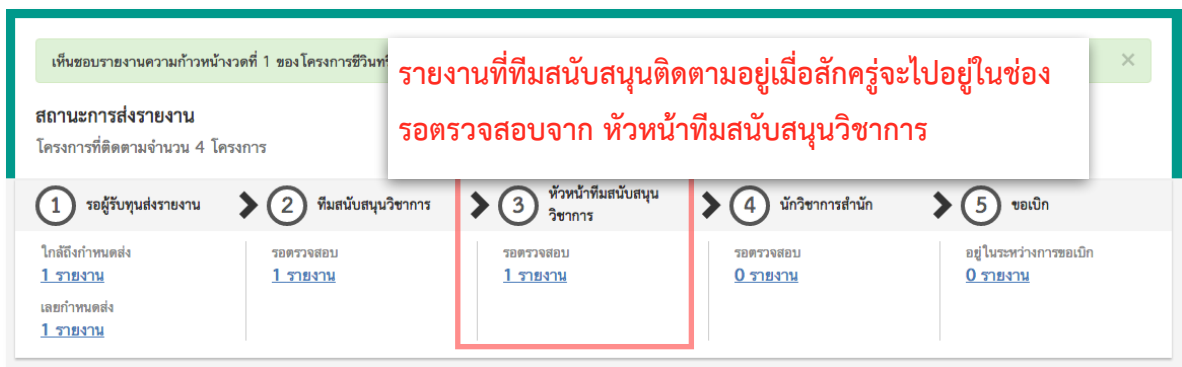 เห็นชอบรายงานความก้าวหน้างวดที่ 1 ของโครงการชีวินทรี
×
รายงานที่ทีมสนับสนุนติดตามอยู่เมื่อสักครู่จะไปอยู่ในช่อง
รอตรวจสอบจาก หัวหน้าทีมสนับสนุนวิชาการ
สถานะการส่งรายงาน
โครงการที่ติดตามจำนวน 4 โครงการ
1 รอผู้รับทุนส่งรายงาน
ใกล้ถึงกำหนดส่ง
1 รายงาน
เลยกำหนดส่ง
1 รายงาน
2 ทีมสนับสนุนวิชาการ
รอตรวจสอบ
1 รายงาน
3 หัวหน้าทีมสนับสนุน
วิชาการ
รอตรวจสอบ
1 รายงาน
4 นักวิชาการสำนัก
รอตรวจสอบ
0 รายงาน
5 ขอเบิก
อยู่ในระหว่างการขอเบิก
0 รายงาน